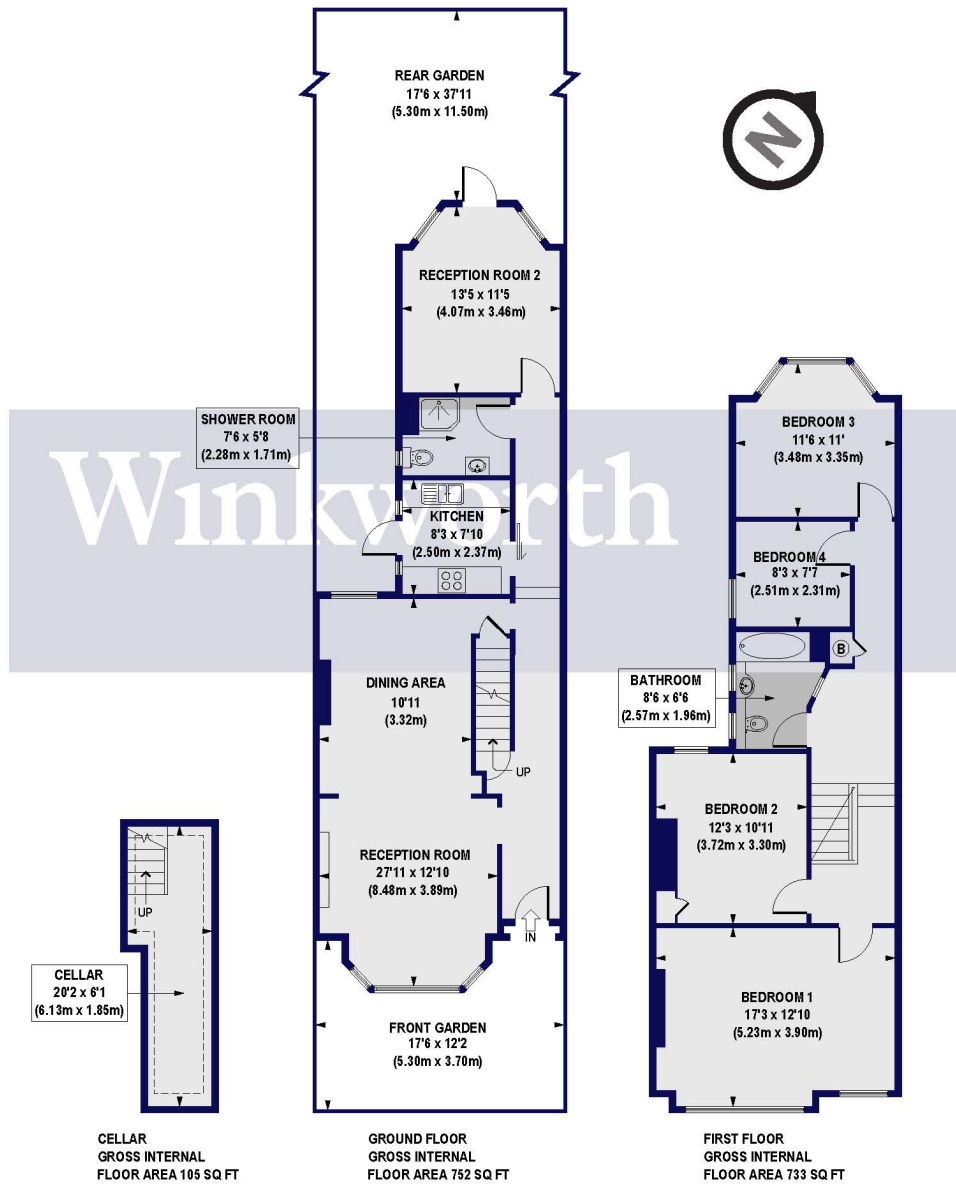 REAR GARDEN
17'6 x 37'11
(5.30m x 11.50m)
N
RECEPTION ROOM 2
13'5 x 11'5
(4.07m x 3.46m)
SHOWER ROOM
7'6 x 5'8
(2.28m x 1.71m)
Winkworth
KITCHEN
8'3 x 7'10
(2.50m x 2.37m)
DINING AREA
10'11
(3.32m)
UP
RECEPTION ROOM
27'11 x 12'10
(8.48m x 3.89m)
IN
FRONT GARDEN
17'6 x 12'2
(5.30m x 3.70m)
BEDROOM 3
11'6 x 11'
(3.48m x 3.35m)
BEDROOM 4
8'3 x 7'7
(2.51m x 2.31m)
B
BATHROOM
8'6 x 6'6
(2.57m x 1.96m)
BEDROOM 2
12'3 x 10'11
(3.72m x 3.30m)
BEDROOM 1
17'3 x 12'10
(5.23m x 3.90m)
UP
CELLAR
20'2 x 6'1
(6.13m x 1.85m)
CELLAR
GROSS INTERNAL
FLOOR AREA 105 SQ FT
GROUND FLOOR
GROSS INTERNAL
FLOOR AREA 752 SQ FT
FIRST FLOOR
GROSS INTERNAL
FLOOR AREA 733 SQ FT